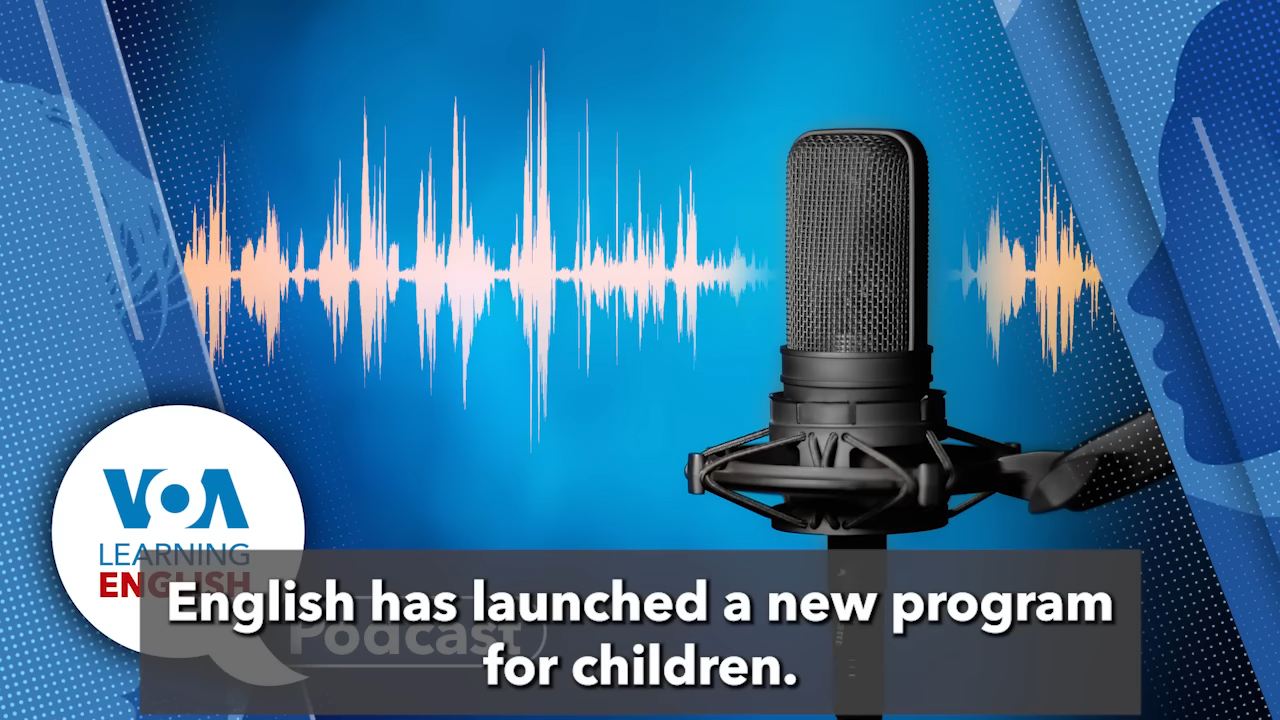 VOA
LEARNING
ENGLISH
Podcast
English has launched a new program
for children.